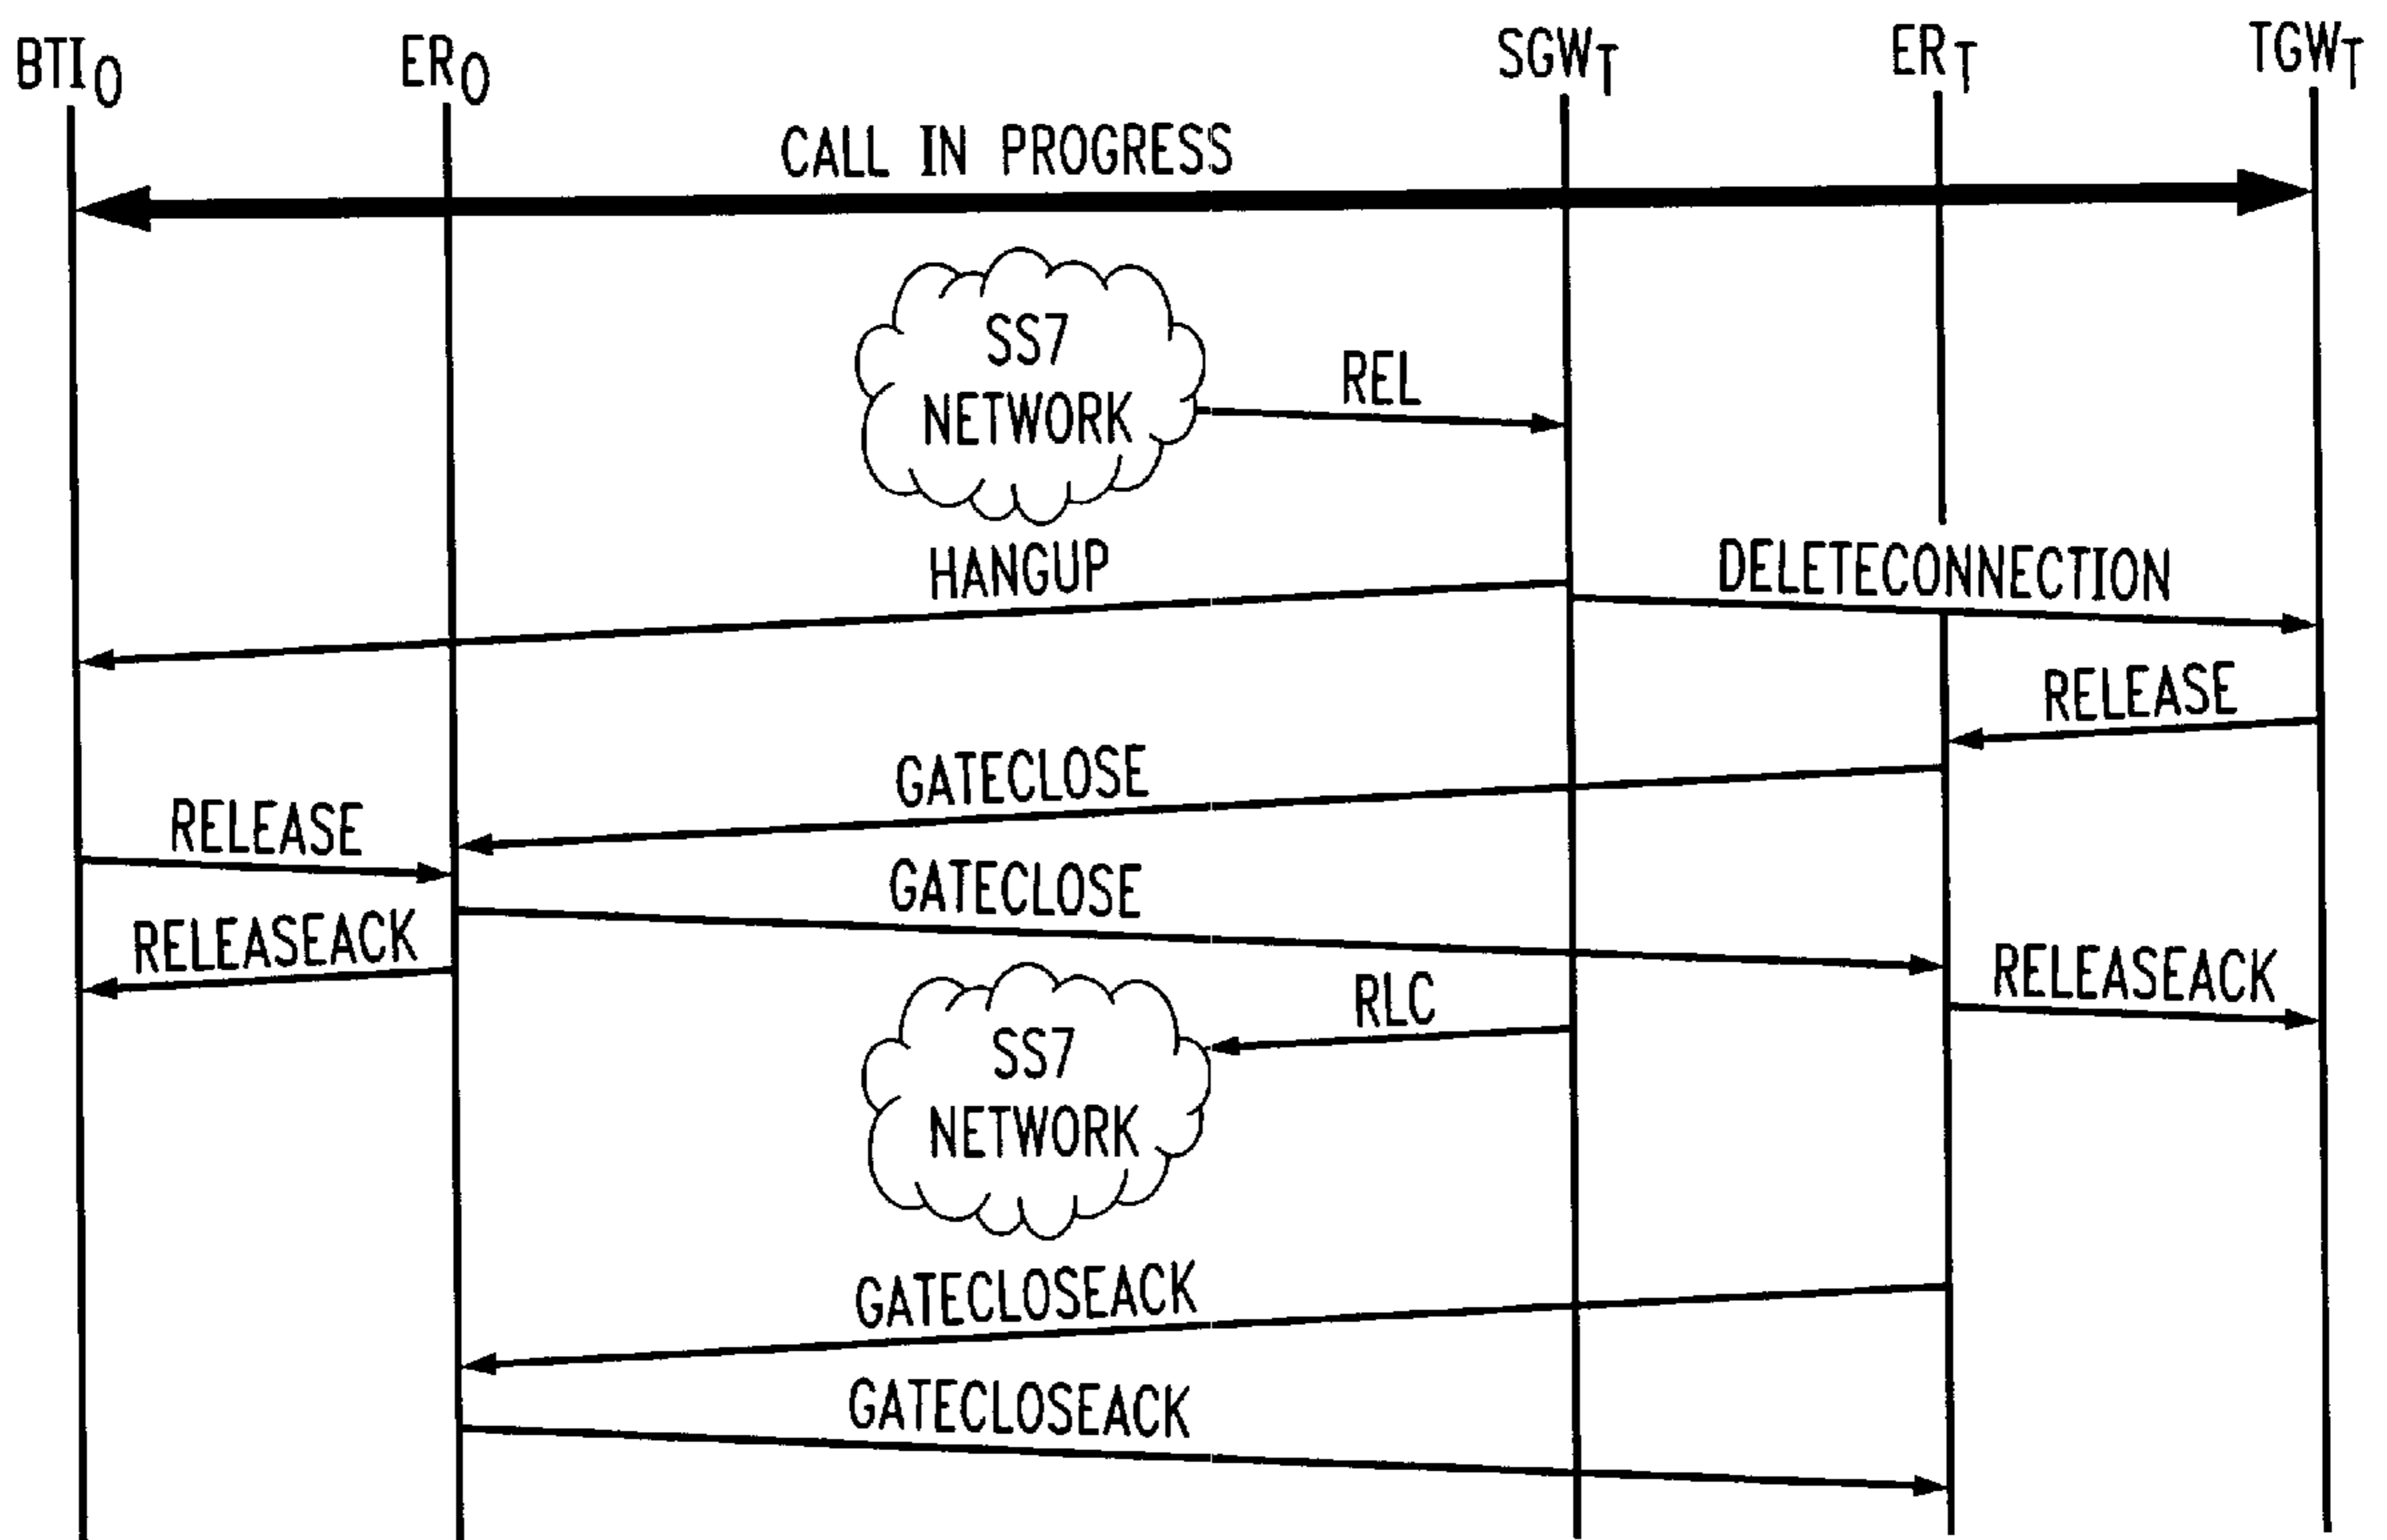 BTIO ERO SGWT ERT TGWT
CALL IN PROGRESS
SS7
NETWORK
REL
HANGUP
DELETECONNECTION
RELEASE
GATECLOSE
RELEASE
GATECLOSE
RELEASEACK
RELEASEACK
RLC
SS7
NETWORK
GATECLOSEACK
GATECLOSEACK